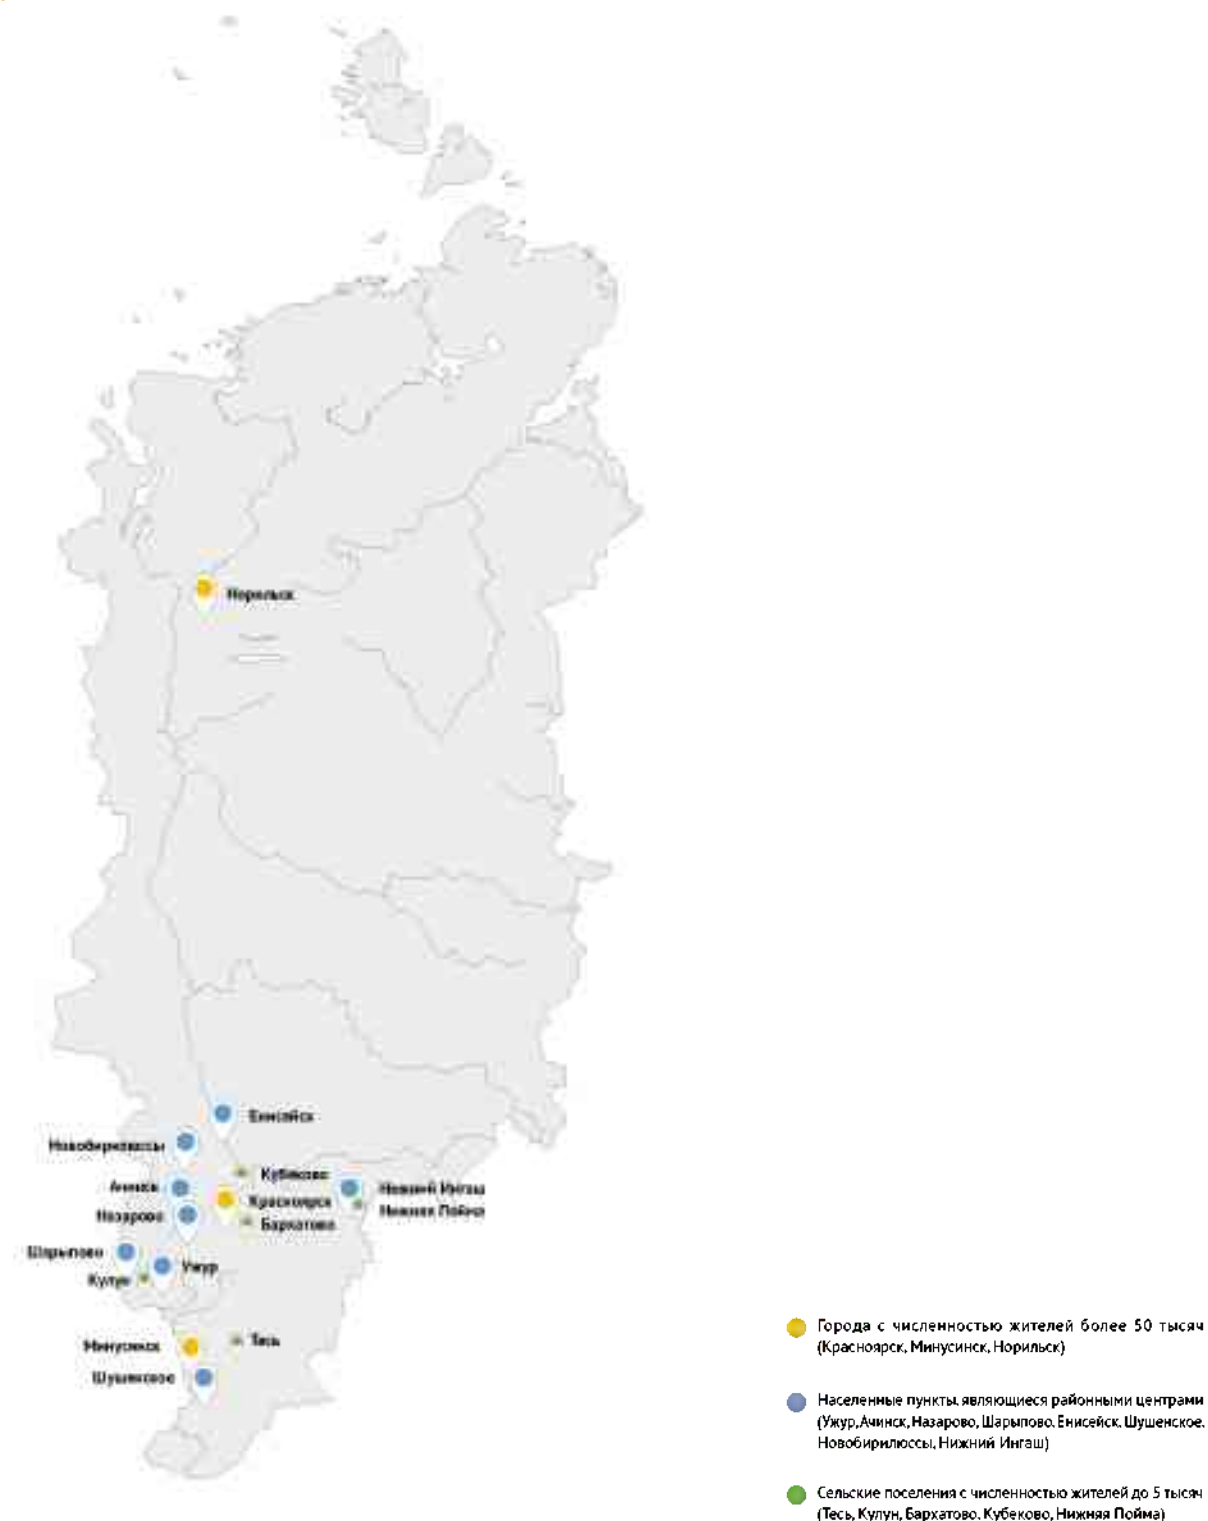 Норильск
Енисейск
Новобирилюссы
Кубеково
Ачинск
Нижний Ингаш
Красноярск
Нижняя Пойма
Назарово
Бархатово
Шарыпово
Ужур
Кулун
Минусинск
Тесь
Шушенское
Города с численностью жителей более 50 тысяч
(Красноярск, Минусинск, Норильск)
Населенные пункты, являющиеся районными центрами
(Ужур, Ачинск, Назарово, Шарыпово, Енисейск, Шушенское,
Новобирилюссы, Нижний Ингаш)
Сельские поселения с численностью жителей до 5 тысяч
(Тесь, Кулун, Бархатово, Кубеково, Нижняя Пойма)